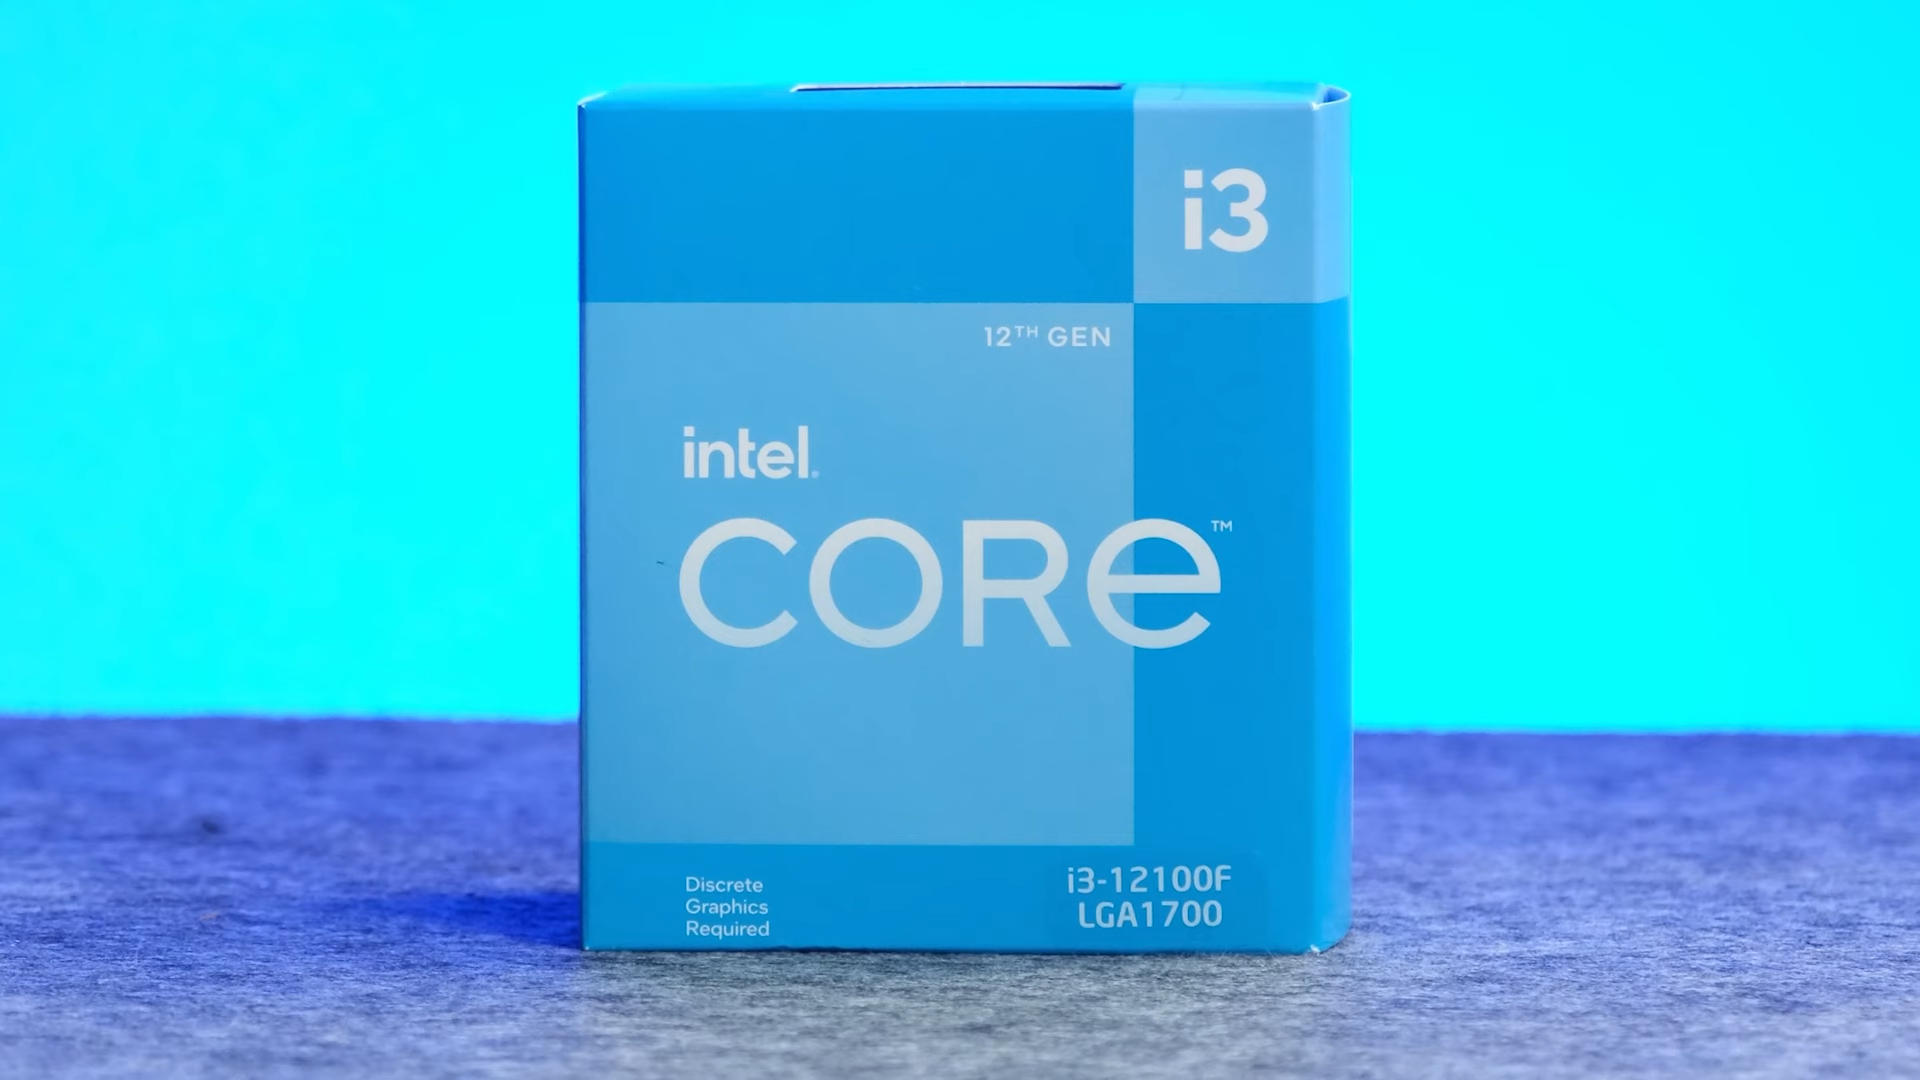 i3
12TH GEN
intel.
CORe™
Discrete
Graphics
Required
i3-12100F
LGA1700